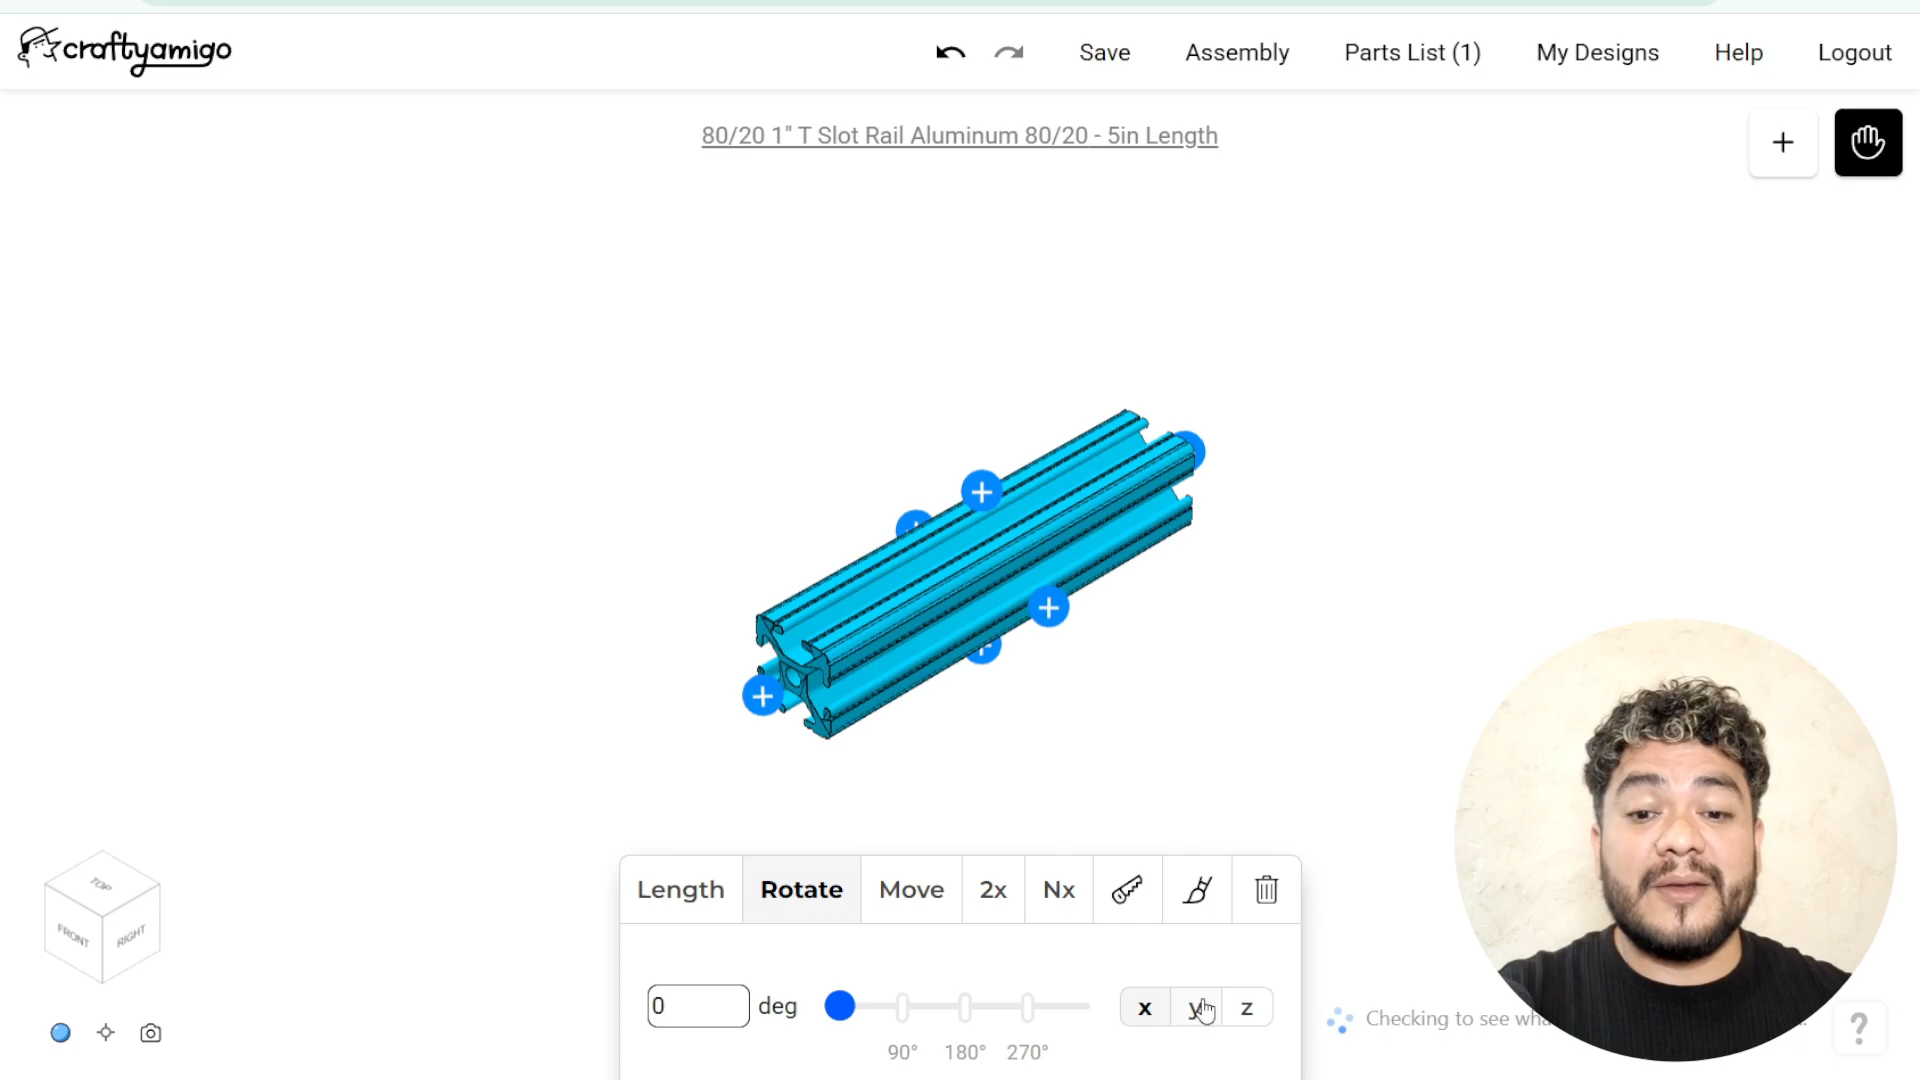 craftyamigo
Save Assembly Parts List (1) My Designs Help Logout
80/20 1" T Slot Rail Aluminum 80/20 - 5in Length
Length Rotate Move 2x Nx
0 deg x y z
90° 180° 270°
TOP
FRONT RIGHT
Checking to see
?